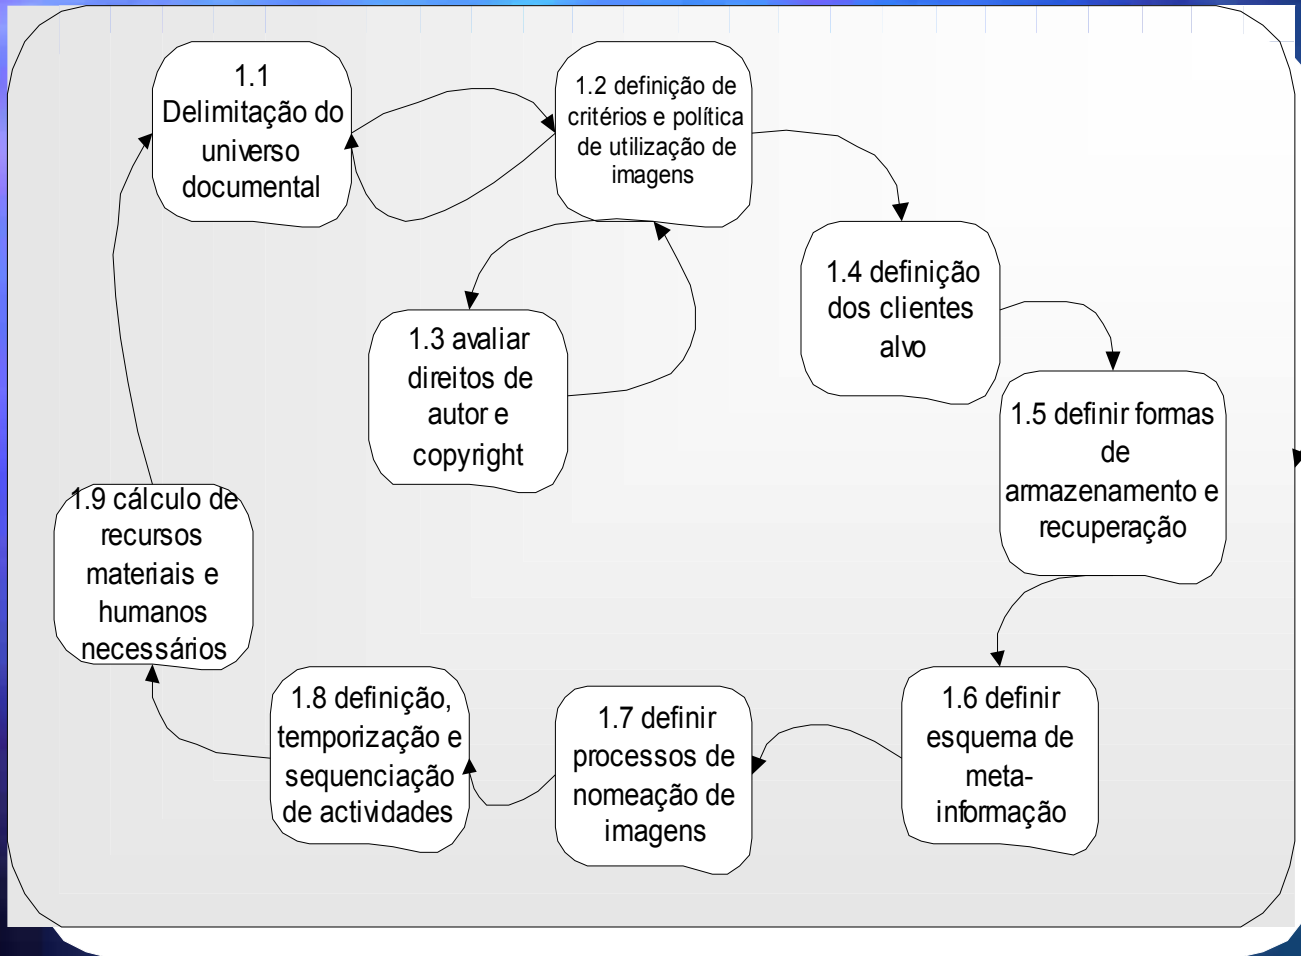 1.1
Delimitação do
universo
documental
1.2 definição de
critérios e política
de utilização de
imagens
1.3 avaliar
direitos de
autor e
copyright
1.4 definição
dos clientes
alvo
1.5 definir formas
de
armazenamento e
recuperação
1.6 definir
esquema de
meta-
informação
1.7 definir
processos de
nomeação de
imagens
1.8 definição,
temporização e
sequenciação
de actividades
1.9 cálculo de
recursos
materiais e
humanos
necessários